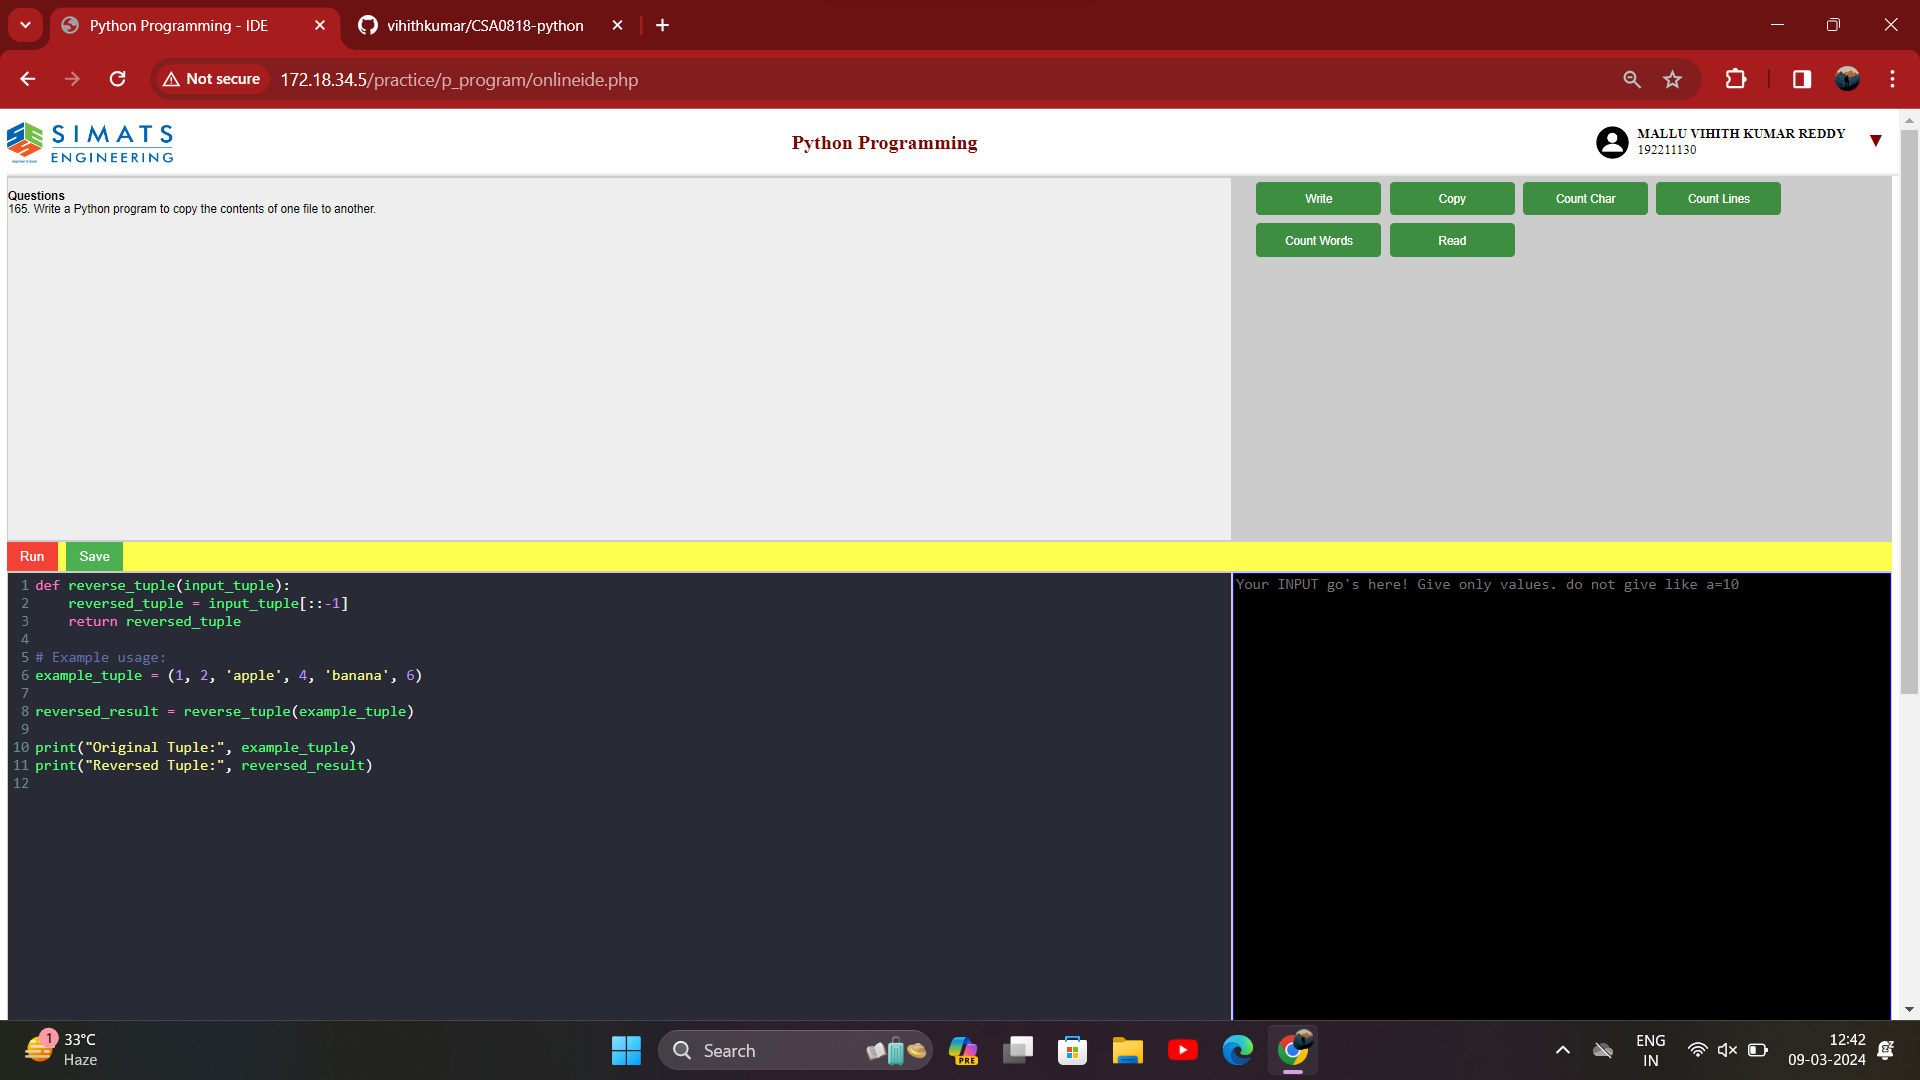 Python Programming - IDE
vihithkumar/CSA0818-python
Not secure
172.18.34.5/practice/p_program/onlineide.php
SIMATS
ENGINEERING
Python Programming
MALLU VIHITH KUMAR REDDY
192211130
Questions
165. Write a Python program to copy the contents of one file to another.
Write
Copy
Count Char
Count Lines
Count Words
Read
Run
Save
1 def reverse_tuple(input_tuple):
2     reversed_tuple = input_tuple[::-1]
3     return reversed_tuple
4
5 # Example usage:
6 example_tuple = (1, 2, 'apple', 4, 'banana', 6)
7
8 reversed_result = reverse_tuple(example_tuple)
9
10 print("Original Tuple:", example_tuple)
11 print("Reversed Tuple:", reversed_result)
12
Your INPUT go's here! Give only values. do not give like a=10
1
33°C
Haze
Search
PRE
ENG
IN
12:42
09-03-2024